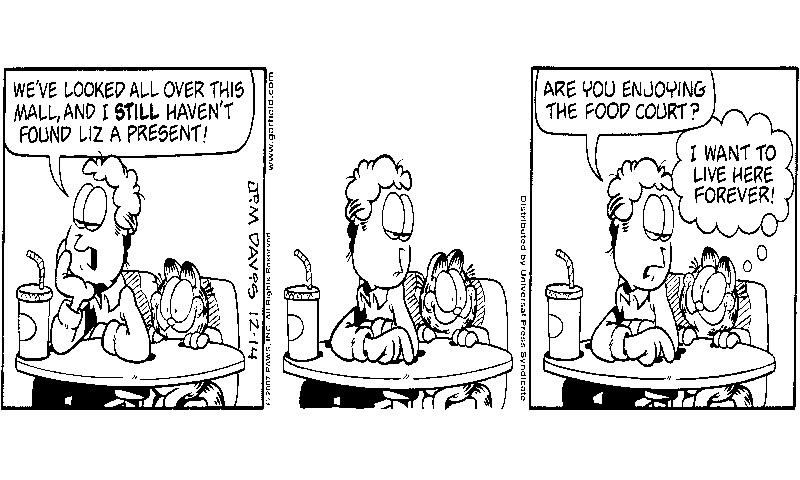 WE'VE LOOKED ALL OVER THIS
MALL, AND I STILL HAVEN'T
FOUND LIZ A PRESENT!
JIM DAVIS 12-14
www.garfield.com
© 2007 PAWS, INC. All Rights Reserved.
Distributed by Universal Press Syndicate
ARE YOU ENJOYING
THE FOOD COURT?
I WANT TO
LIVE HERE
FOREVER!